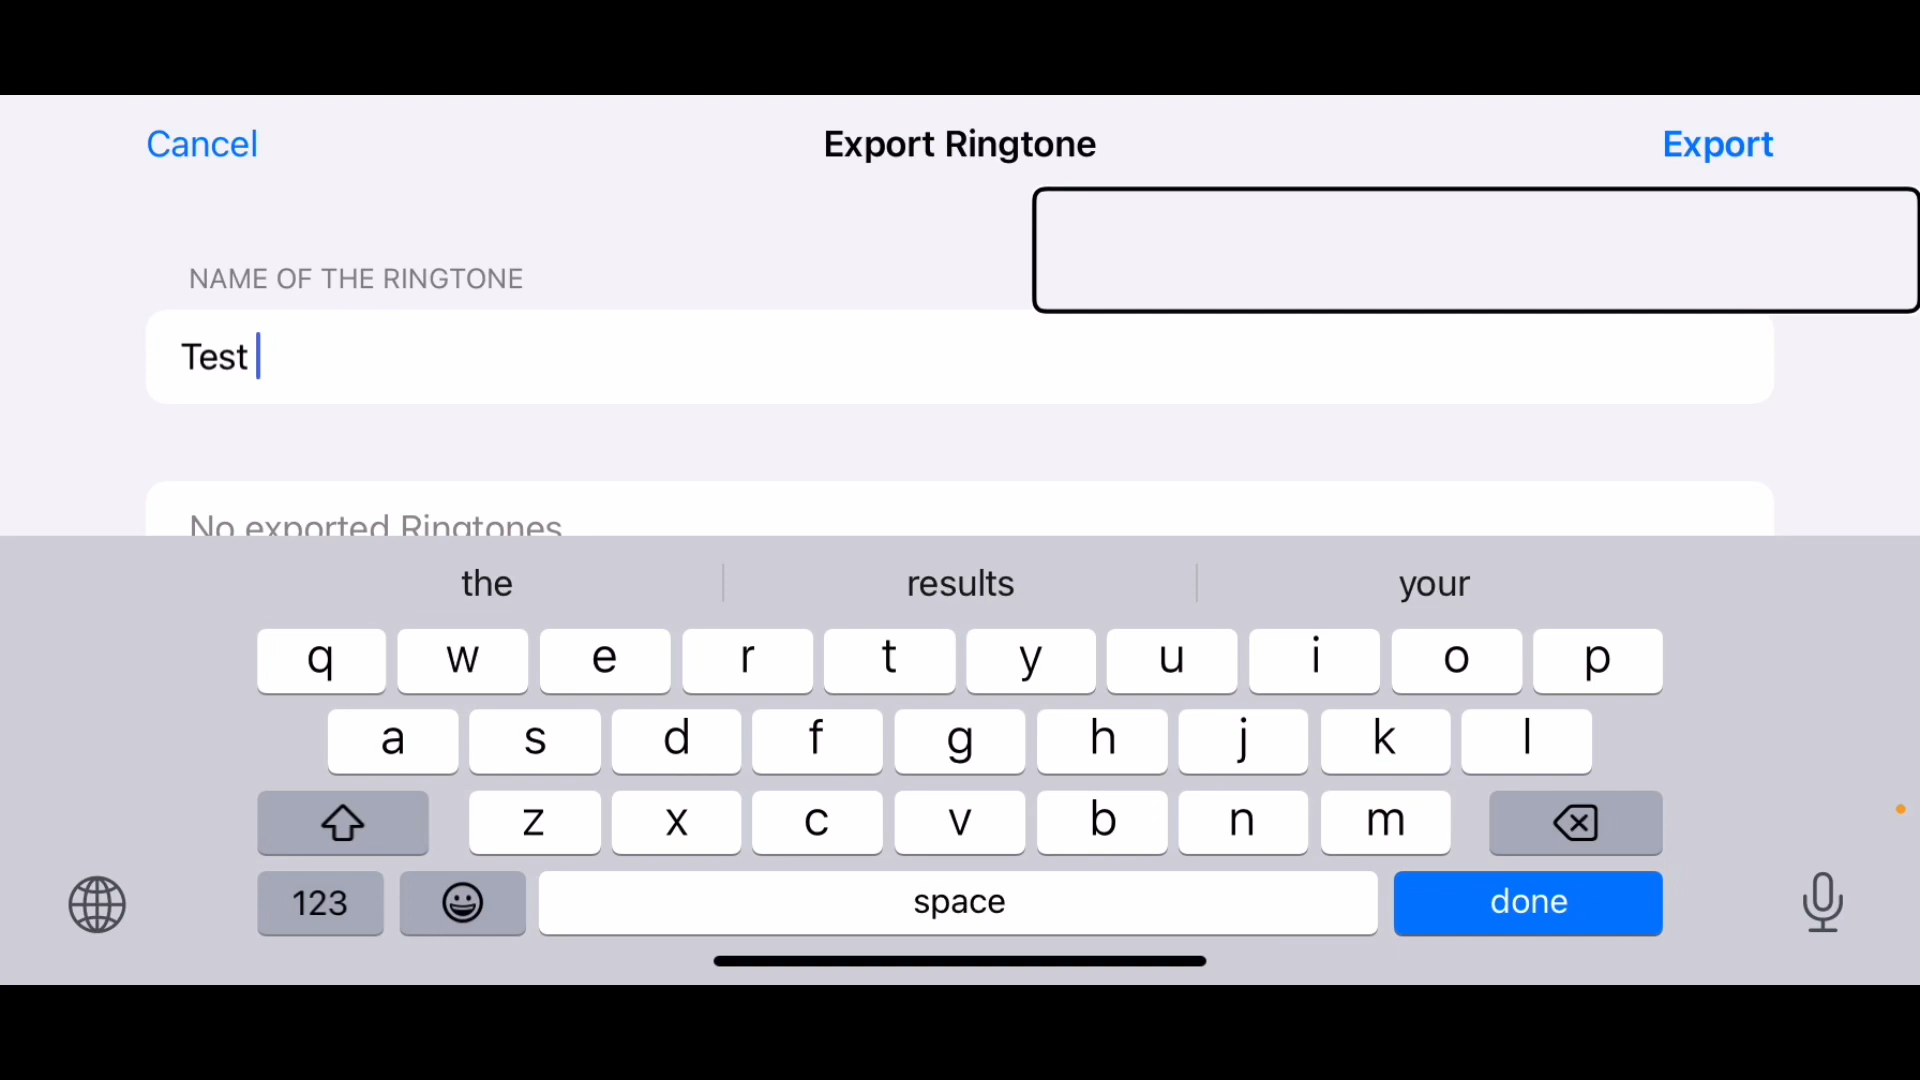 Cancel Export Ringtone Export
NAME OF THE RINGTONE
Test
No exported Ringtones
the results your
q w e r t y u i o p
a s d f g h j k l
z x c v b n m
123 space done